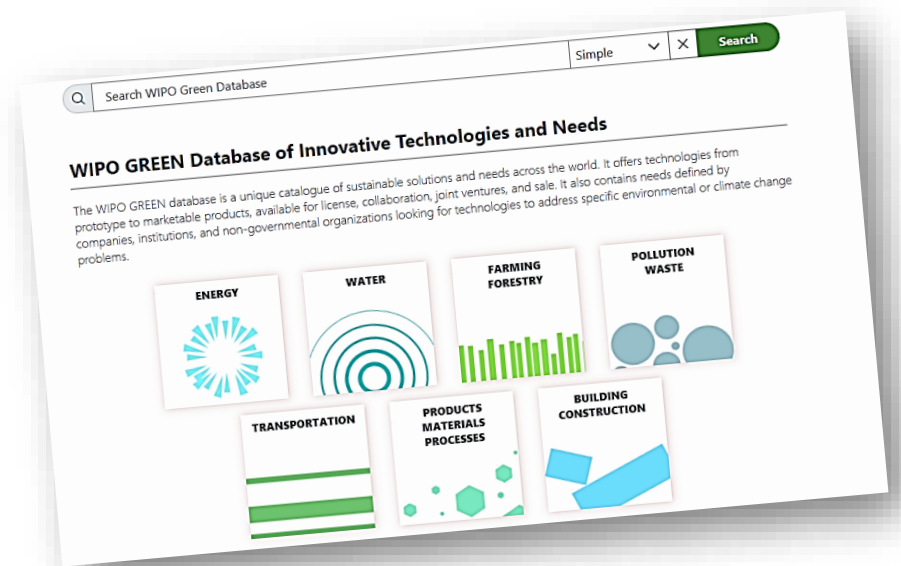 Search WIPO Green Database
Simple
Search
WIPO GREEN Database of Innovative Technologies and Needs
The WIPO GREEN database is a unique catalogue of sustainable solutions and needs across the world. It offers technologies from
prototype to marketable products, available for license, collaboration, joint ventures, and sale. It also contains needs defined by
companies, institutions, and non-governmental organizations looking for technologies to address specific environmental or climate change
problems.
ENERGY
WATER
FARMING
FORESTRY
POLLUTION
WASTE
TRANSPORTATION
PRODUCTS
MATERIALS
PROCESSES
BUILDING
CONSTRUCTION